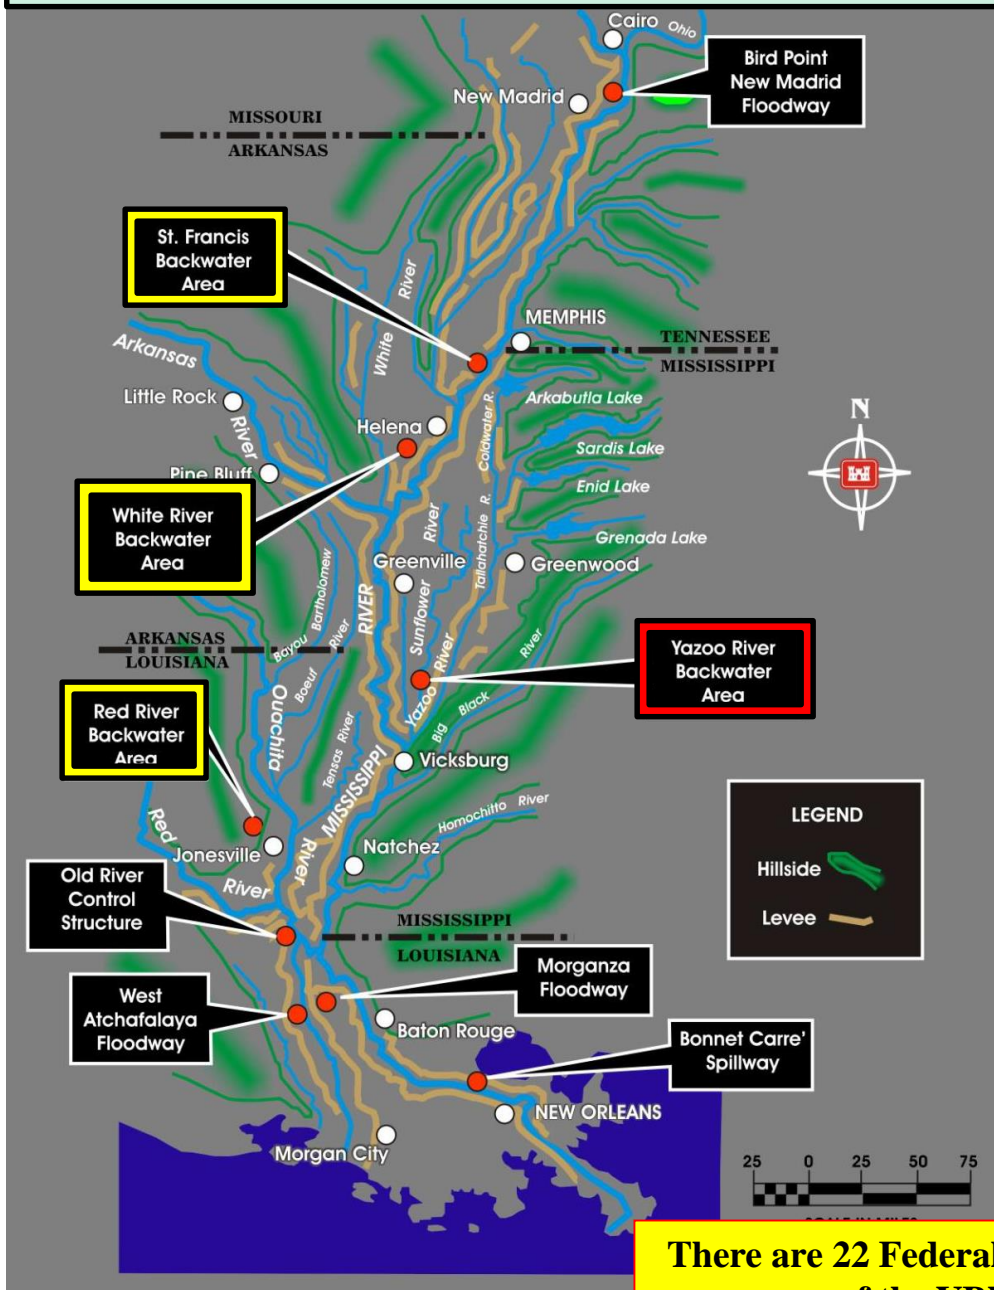 Cairo
Ohio
Bird Point
New Madrid
Floodway
New Madrid
MISSOURI
ARKANSAS
St. Francis
Backwater
Area
White River
MEMPHIS
TENNESSEE
MISSISSIPPI
Arkansas River
Little Rock
Helena
Coldwater R.
Arkabutla Lake
Sardis Lake
N
Pine Bluff
Enid Lake
White River
Backwater
Area
Tallahatchie R.
Grenada Lake
Greenville
Greenwood
Sunflower River
Bayou Bartholomew
Boeuf River
ARKANSAS
LOUISIANA
Yazoo River
Backwater
Area
Yazoo River
Big Black River
Red River
Backwater
Area
Ouachita River
Tensas River
MISSISSIPPI RIVER
Vicksburg
Homochitto River
LEGEND
Hillside
Levee
Red River
Jonesville
Natchez
Old River
Control
Structure
MISSISSIPPI
LOUISIANA
Morganza
Floodway
West
Atchafalaya
Floodway
Baton Rouge
Bonnet Carre'
Spillway
NEW ORLEANS
Morgan City
25 0 25 50 75
There are 22 Federal